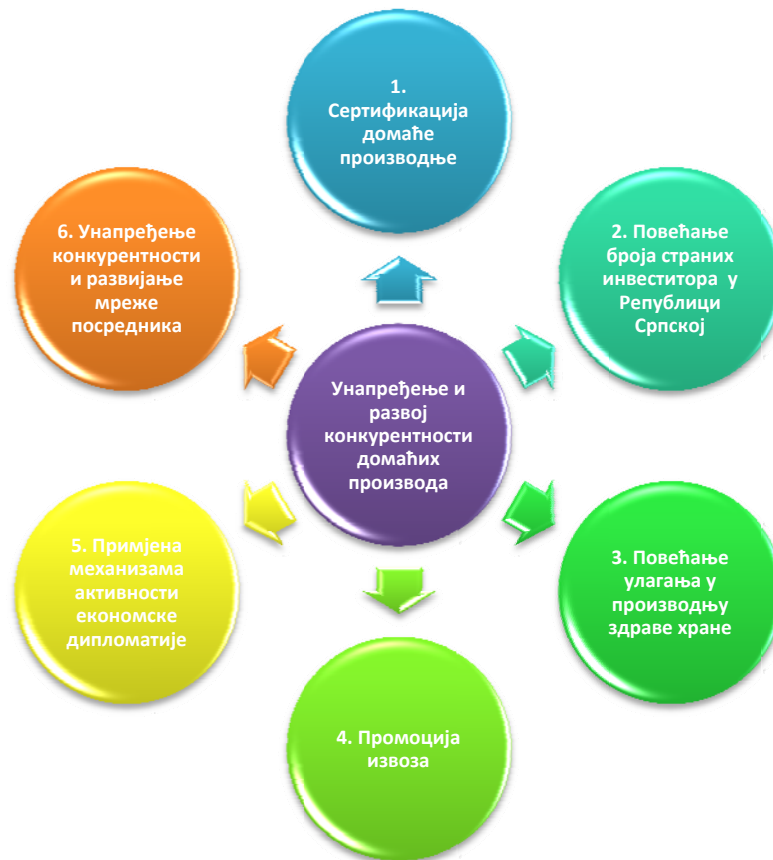 1.
Сертификација
домаће
производње
2. Повећање
броја страних
инвеститора у
Републици
Српској
3. Повећање
улагања у
производњу
здраве хране
4. Промоција
извоза
5. Примјена
механизама
активности
економске
дипломатије
6. Унапређење
конкурентности
и развијање
мреже
посредника
Унапређење и
развој
конкурентности
домаћих
производа